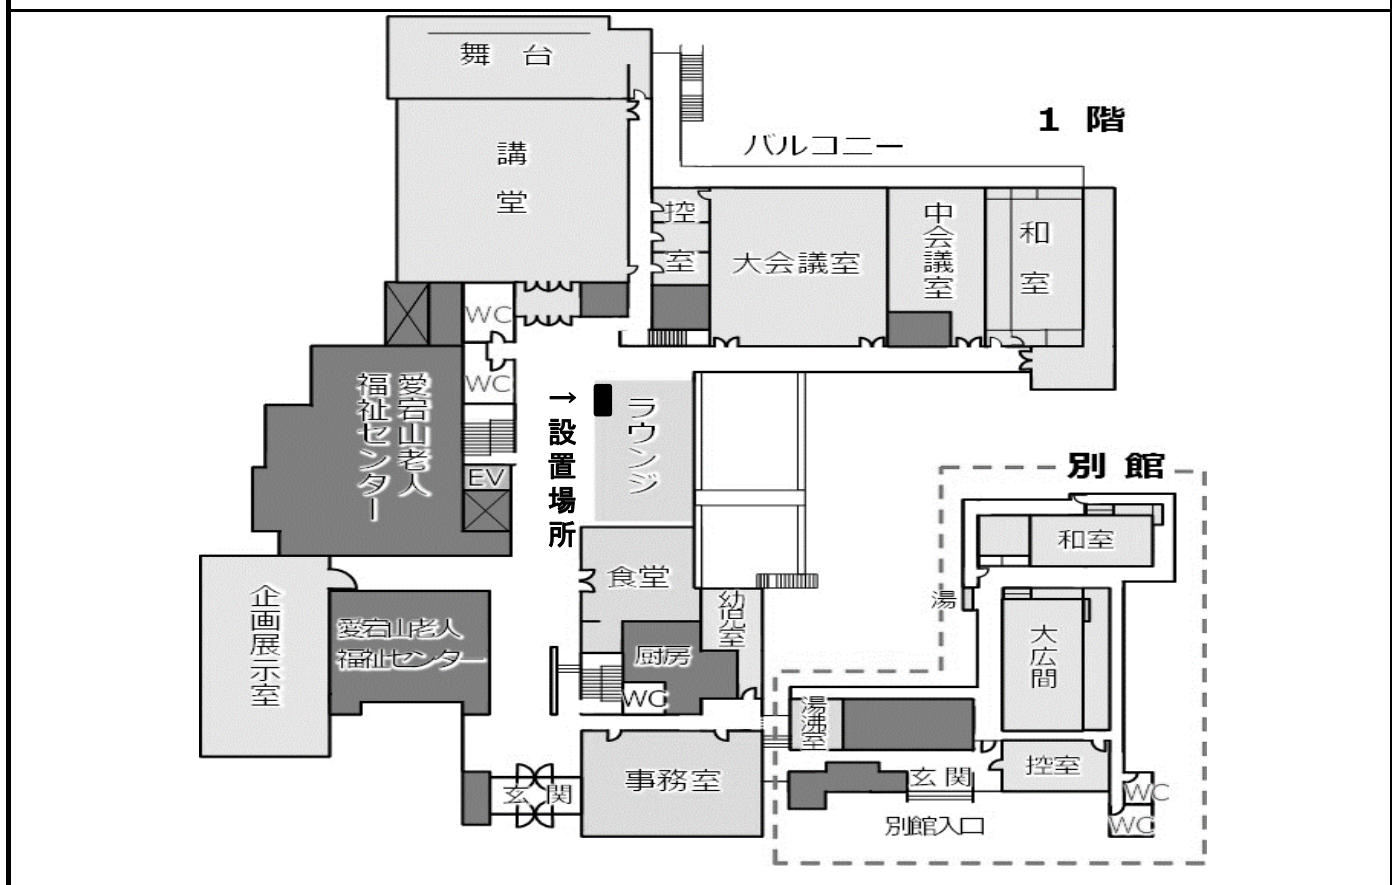 舞台
1階
バルコニー
講堂
控室
大会議室
中会議室
和室
WC
WC
愛宕山老人
福祉センター
→設置場所
ラウンジ
EV
別館
和室
食堂
湯
幼児室
企画展示室
愛宕山老人
福祉センター
大広間
厨房
WC
湯沸室
事務室
玄関
玄関
控室
WC
別館入口
WC